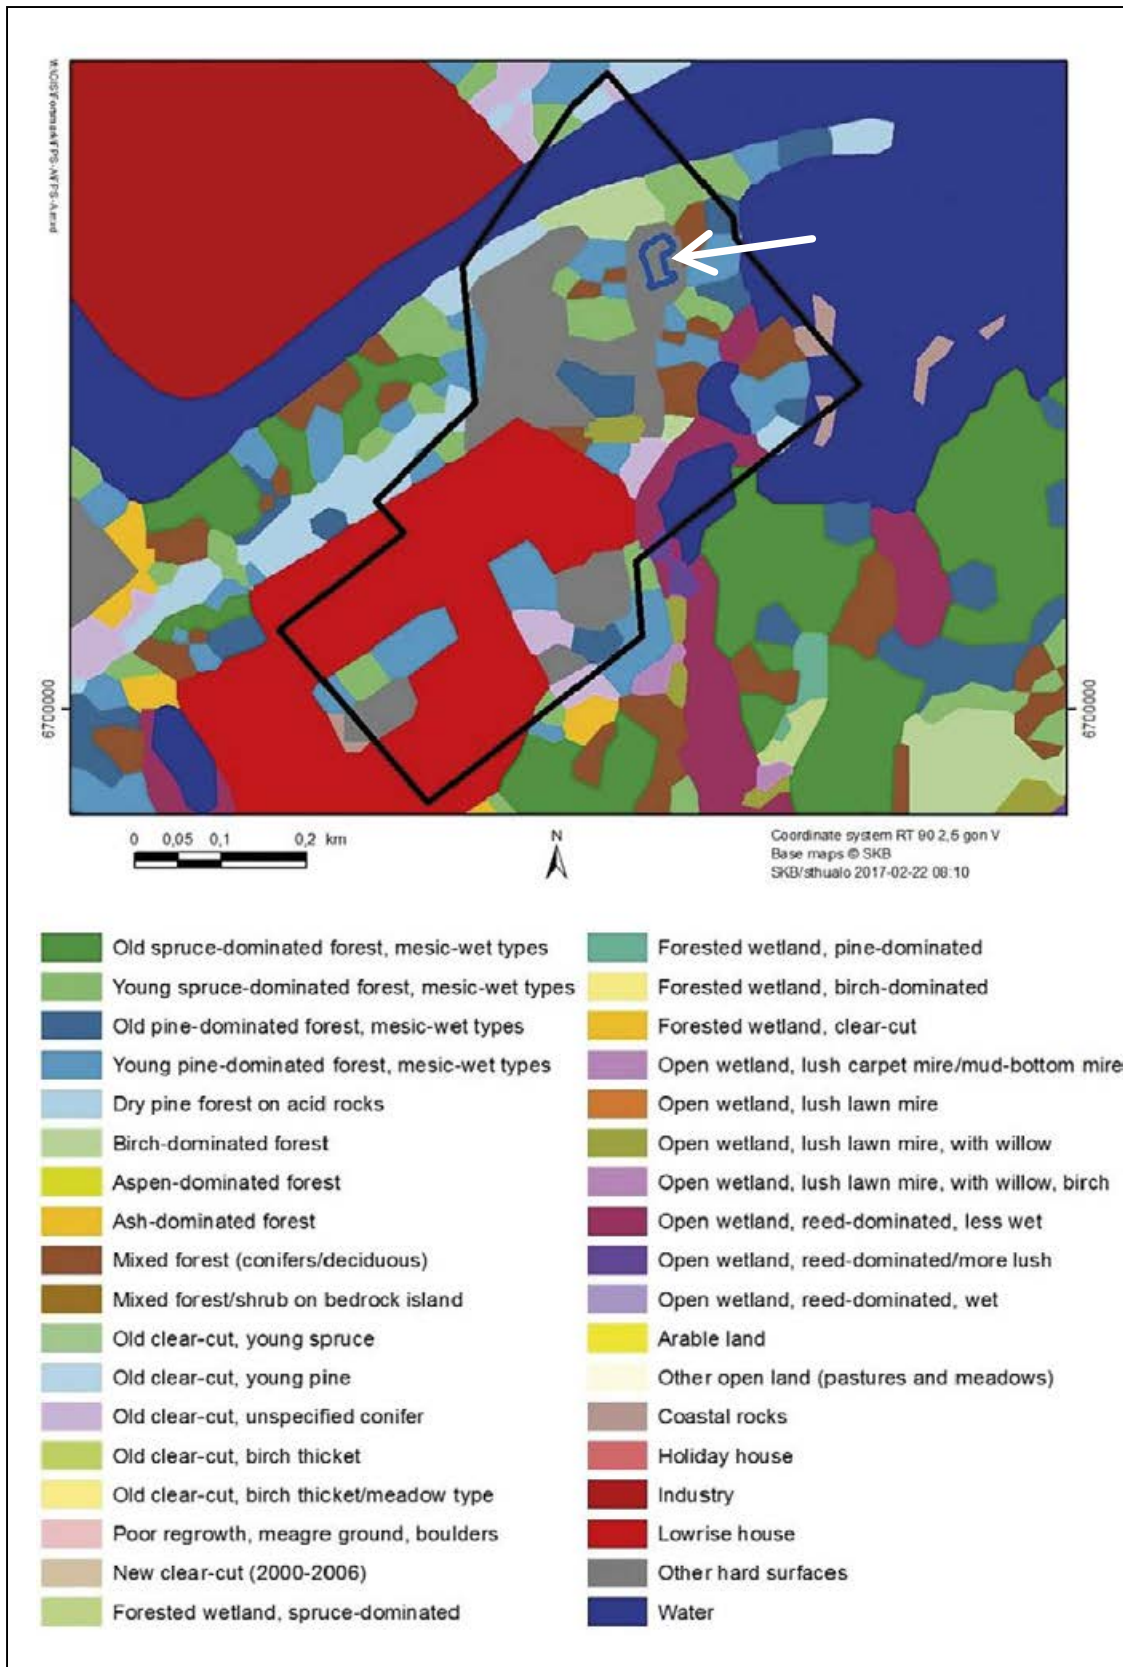 6700000
6700000
0 0,05 0,1 0,2 km
N
Coordinate system RT 90 2,5 gon V
Base maps © SKB
SKB/sthualo 2017-02-22 08:10
Old spruce-dominated forest, mesic-wet types
Young spruce-dominated forest, mesic-wet types
Old pine-dominated forest, mesic-wet types
Young pine-dominated forest, mesic-wet types
Dry pine forest on acid rocks
Birch-dominated forest
Aspen-dominated forest
Ash-dominated forest
Mixed forest (conifers/deciduous)
Mixed forest/shrub on bedrock island
Old clear-cut, young spruce
Old clear-cut, young pine
Old clear-cut, unspecified conifer
Old clear-cut, birch thicket
Old clear-cut, birch thicket/meadow type
Poor regrowth, meagre ground, boulders
New clear-cut (2000-2006)
Forested wetland, spruce-dominated
Forested wetland, pine-dominated
Forested wetland, birch-dominated
Forested wetland, clear-cut
Open wetland, lush carpet mire/mud-bottom mire
Open wetland, lush lawn mire
Open wetland, lush lawn mire, with willow
Open wetland, lush lawn mire, with willow, birch
Open wetland, reed-dominated, less wet
Open wetland, reed-dominated/more lush
Open wetland, reed-dominated, wet
Arable land
Other open land (pastures and meadows)
Coastal rocks
Holiday house
Industry
Lowrise house
Other hard surfaces
Water